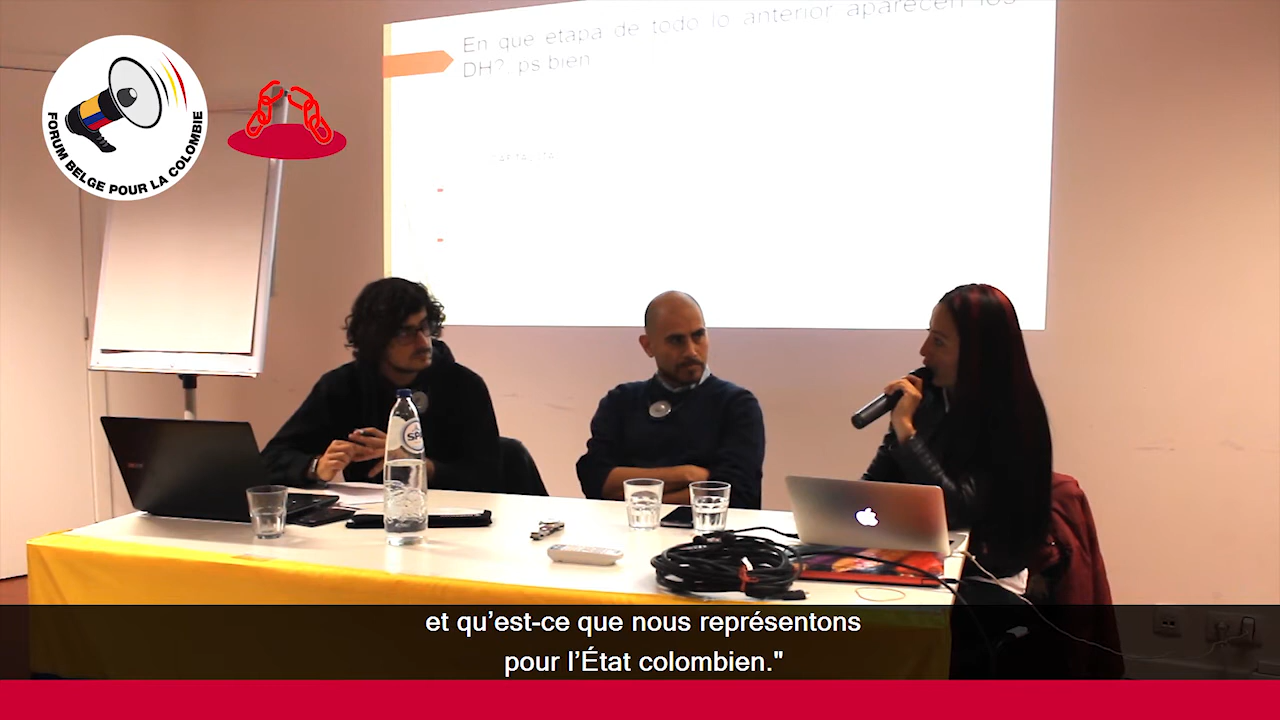 En que etapa de todo lo anterior aparecen los
DH?. ps bien
FORUM BELGE POUR LA COLOMBIE
SPA
et qu’est-ce que nous représentons
pour l’État colombien."